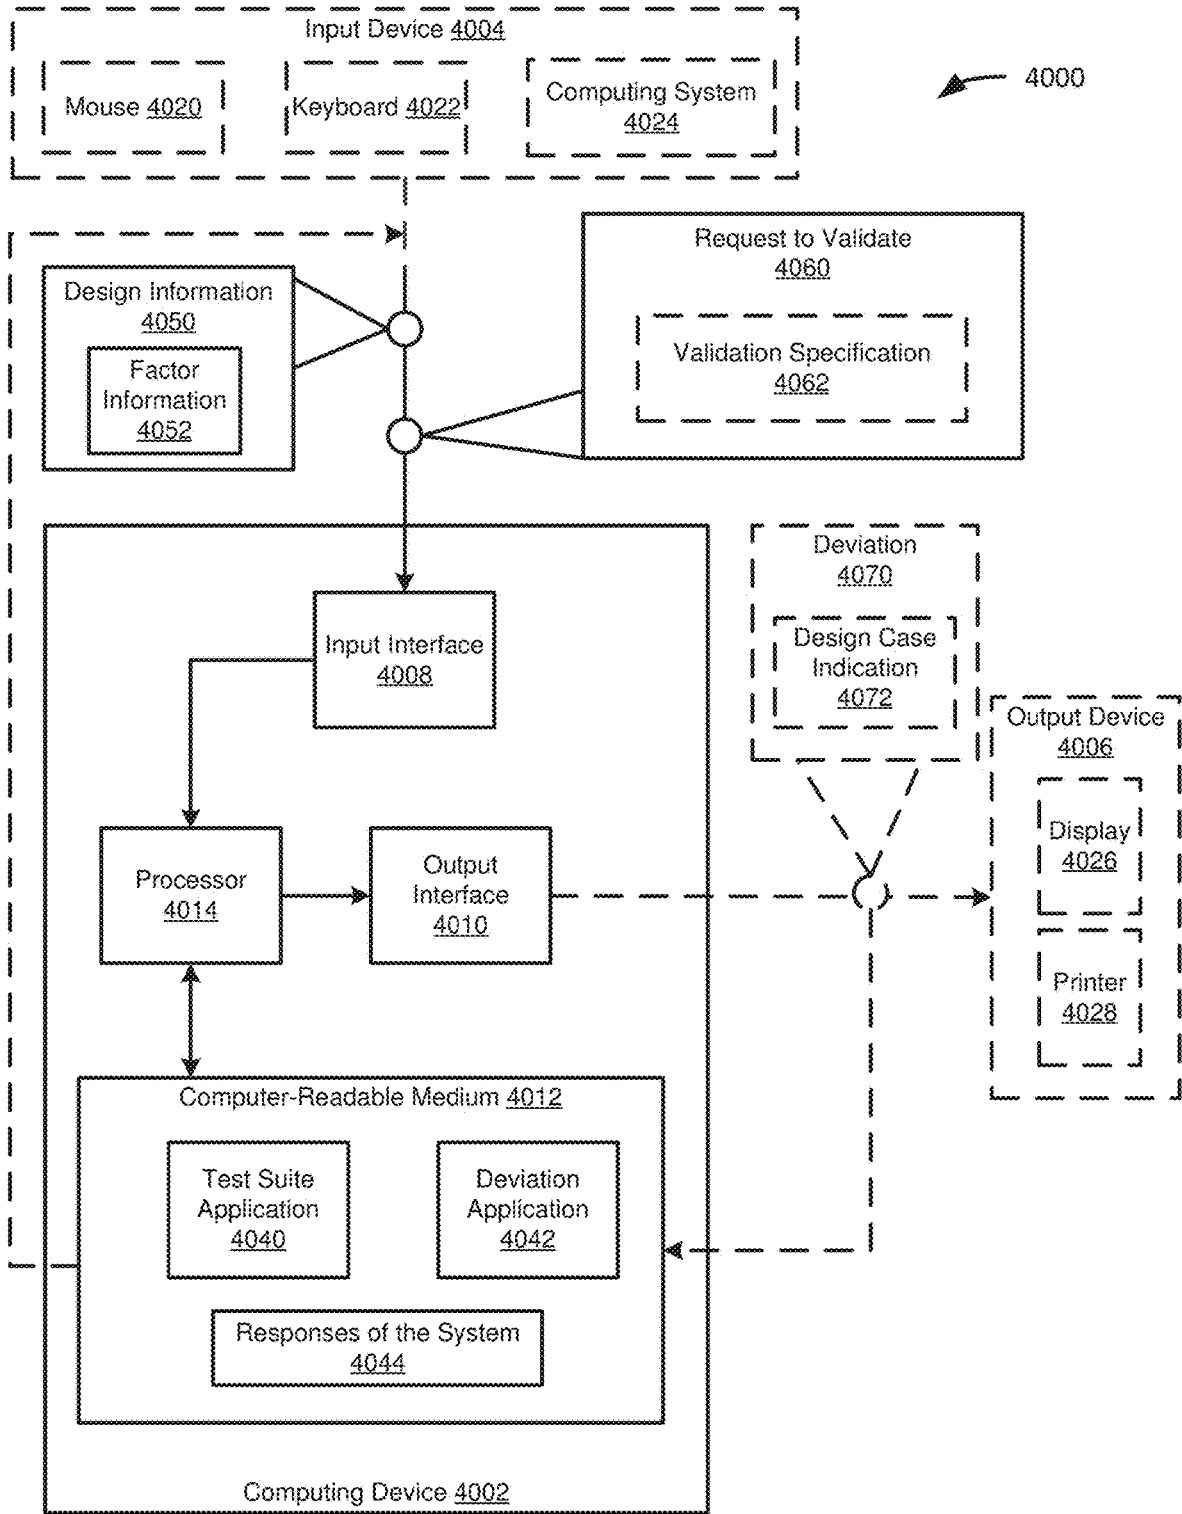 Input Device 4004
Mouse 4020
Keyboard 4022
Computing System
4024
4000
Request to Validate
4060
Validation Specification
4062
Design Information
4050
Factor
Information
4052
Deviation
4070
Design Case
Indication
4072
Input Interface
4008
Output Device
4006
Display
4026
Printer
4028
Processor
4014
Output
Interface
4010
Computer-Readable Medium 4012
Test Suite
Application
4040
Deviation
Application
4042
Responses of the System
4044
Computing Device 4002